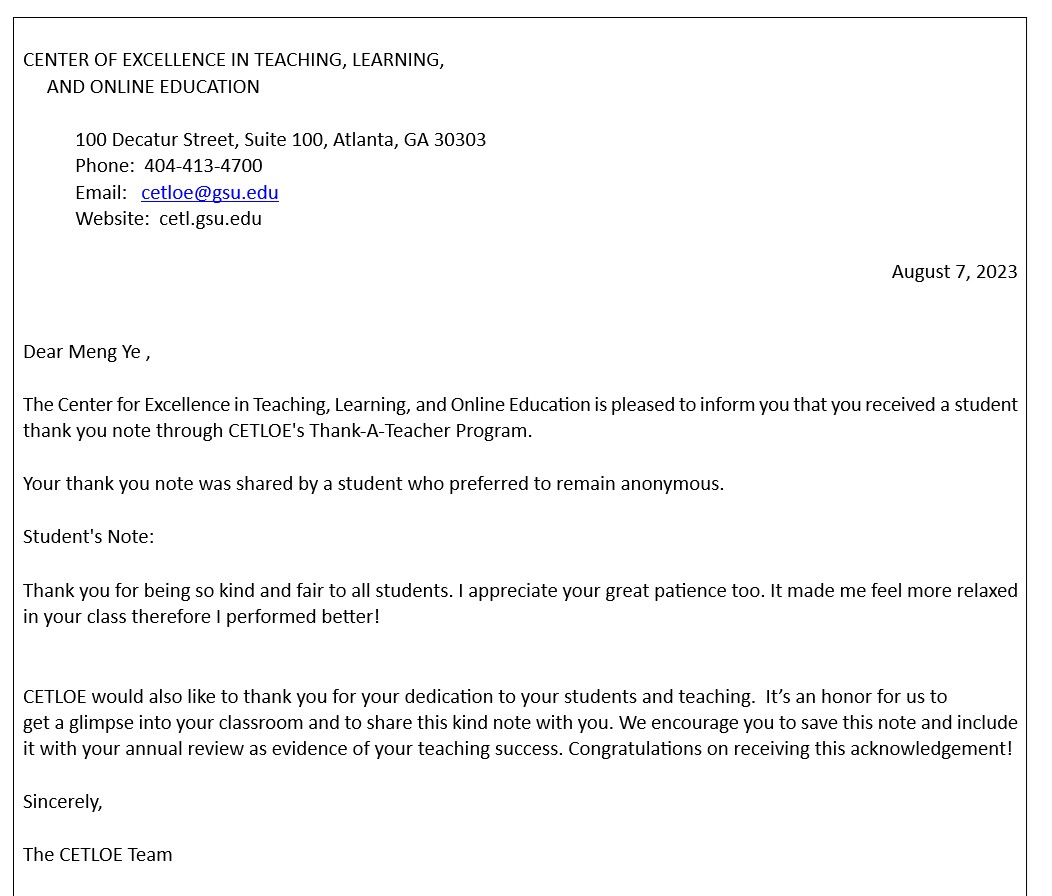 CENTER OF EXCELLENCE IN TEACHING, LEARNING,
AND ONLINE EDUCATION
100 Decatur Street, Suite 100, Atlanta, GA 30303
Phone:  404-413-4700
Email:   cetloe@gsu.edu
Website:  cetl.gsu.edu
August 7, 2023
Dear Meng Ye ,
The Center for Excellence in Teaching, Learning, and Online Education is pleased to inform you that you received a student
thank you note through CETLOE's Thank-A-Teacher Program.
Your thank you note was shared by a student who preferred to remain anonymous.
Student's Note:
Thank you for being so kind and fair to all students. I appreciate your great patience too. It made me feel more relaxed
in your class therefore I performed better!
CETLOE would also like to thank you for your dedication to your students and teaching.  It’s an honor for us to
get a glimpse into your classroom and to share this kind note with you. We encourage you to save this note and include
it with your annual review as evidence of your teaching success. Congratulations on receiving this acknowledgement!
Sincerely,
The CETLOE Team